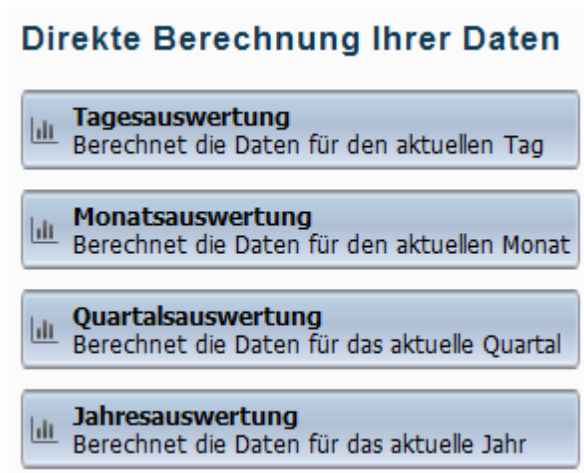 Direkte Berechnung Ihrer Daten
Tagesauswertung
Berechnet die Daten für den aktuellen Tag
Monatsauswertung
Berechnet die Daten für den aktuellen Monat
Quartalsauswertung
Berechnet die Daten für das aktuelle Quartal
Jahresauswertung
Berechnet die Daten für das aktuelle Jahr